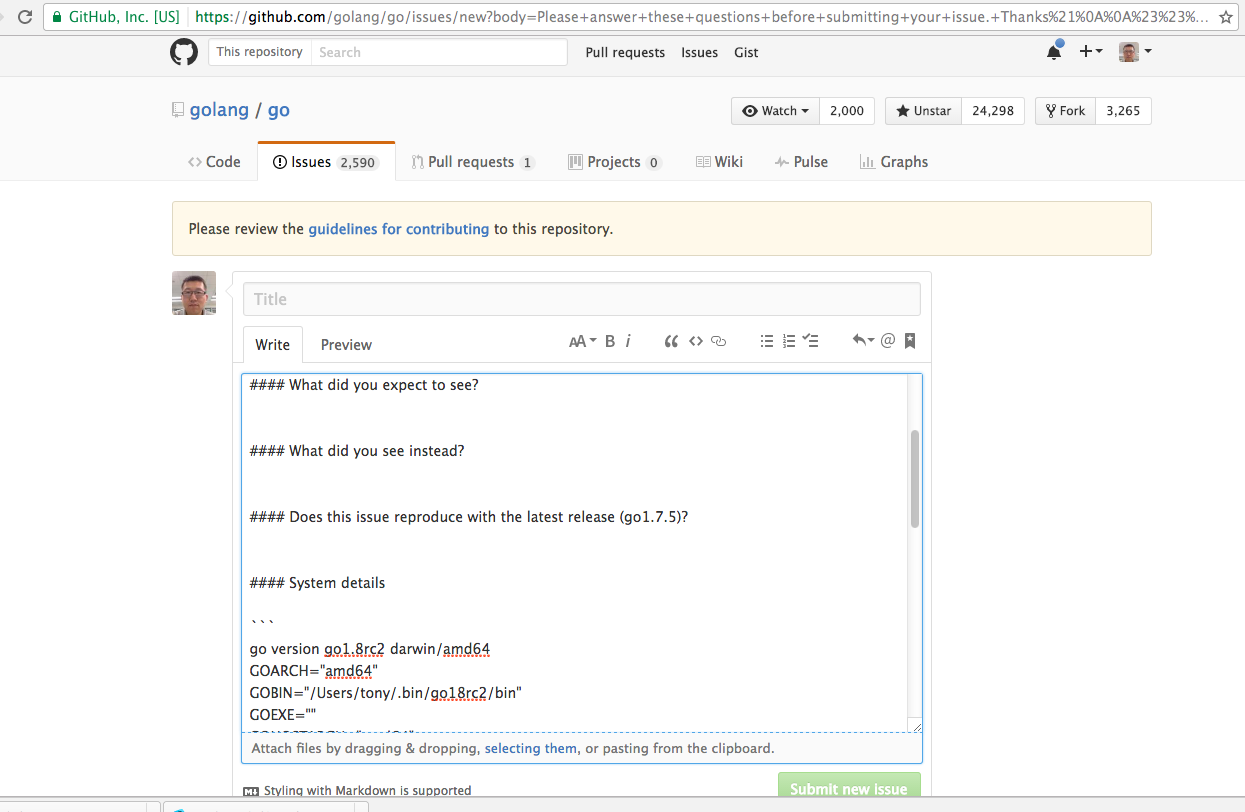 GitHub, Inc. [US] https://github.com/golang/go/issues/new?body=Please+answer+these+questions+before+submitting+your+issue.+Thanks%21%0A%0A%23%23%...
This repository Search Pull requests Issues Gist
golang / go
Watch 2,000 Unstar 24,298 Fork 3,265
Code Issues 2,590 Pull requests 1 Projects 0 Wiki Pulse Graphs
Please review the guidelines for contributing to this repository.
Title
Write Preview AA B i
#### What did you expect to see?
#### What did you see instead?
#### Does this issue reproduce with the latest release (go1.7.5)?
#### System details
```
go version go1.8rc2 darwin/amd64
GOARCH="amd64"
GOBIN="/Users/tony/.bin/go18rc2/bin"
GOEXE=""
Attach files by dragging & dropping, selecting them, or pasting from the clipboard.
Styling with Markdown is supported
Submit new issue